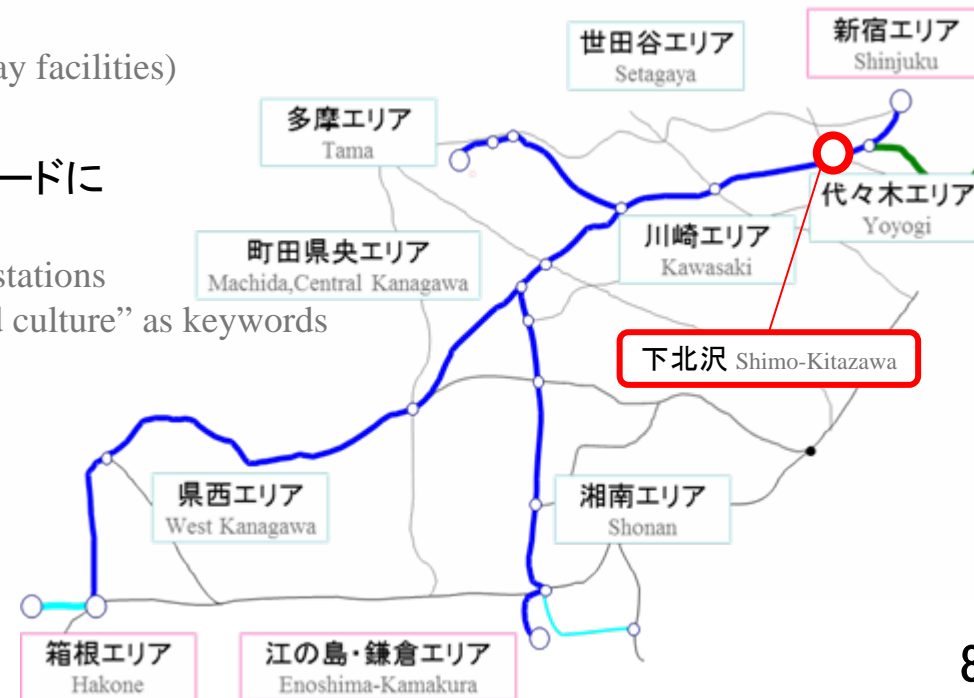 ay facilities)
ードに
stations
d culture” as keywords
世田谷エリア
Setagaya
新宿エリア
Shinjuku
多摩エリア
Tama
代々木エリア
Yoyogi
川崎エリア
Kawasaki
町田県央エリア
Machida,Central Kanagawa
下北沢 Shimo-Kitazawa
県西エリア
West Kanagawa
湘南エリア
Shonan
箱根エリア
Hakone
江の島・鎌倉エリア
Enoshima-Kamakura
8